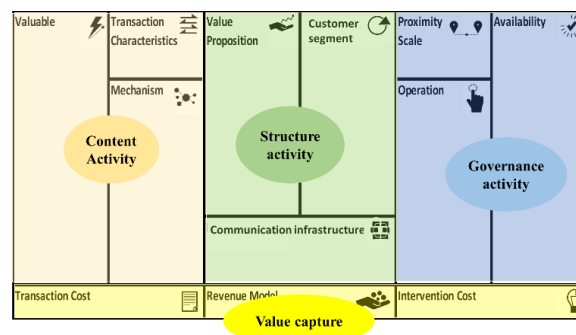 Valuable
Transaction
Characteristics
Mechanism
Content
Activity
Value
Proposition
Customer
segment
Structure
activity
Communication infrastructure
Proximity
Scale
Availability
Operation
Governance
activity
Transaction Cost
Revenue Model
Intervention Cost
Value capture